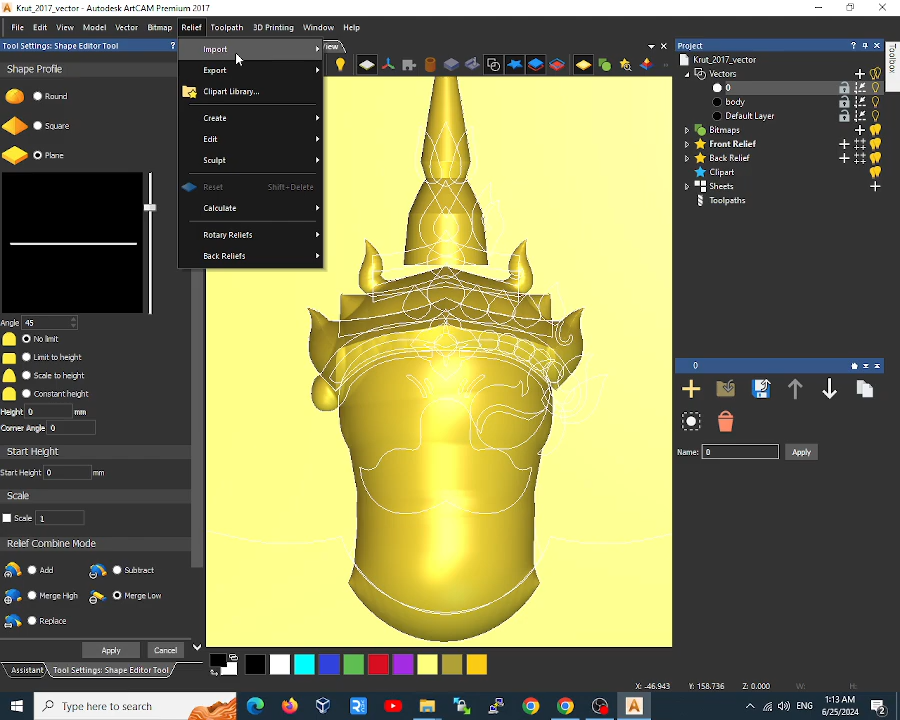 Krut_2017_vector - Autodesk ArtCAM Premium 2017
File Edit View Model Vector Bitmap Relief Toolpath 3D Printing Window Help
Tool Settings: Shape Editor Tool ?
Shape Profile
Round
Square
Plane
Angle 45
No limit
Limit to height
Scale to height
Constant height
Height 0 mm
Corner Angle 0
Start Height
Start Height 0 mm
Scale
Scale 1
Relief Combine Mode
Add Subtract
Merge High Merge Low
Replace
Apply Cancel
Assistant Tool Settings: Shape Editor Tool
Import
Export
Clipart Library...
Create
Edit
Sculpt
Reset Shift+Delete
Calculate
Rotary Reliefs
Back Reliefs
View
Project ?
Toolbox
Krut_2017_vector
Vectors
0
body
Default Layer
Bitmaps
Front Relief
Back Relief
Clipart
Sheets
Toolpaths
0
Name: 0 Apply
X: -46.943 Y: 158.736 Z: 0.000 W: H:
Type here to search
ENG
1:13 AM
6/25/2024
2